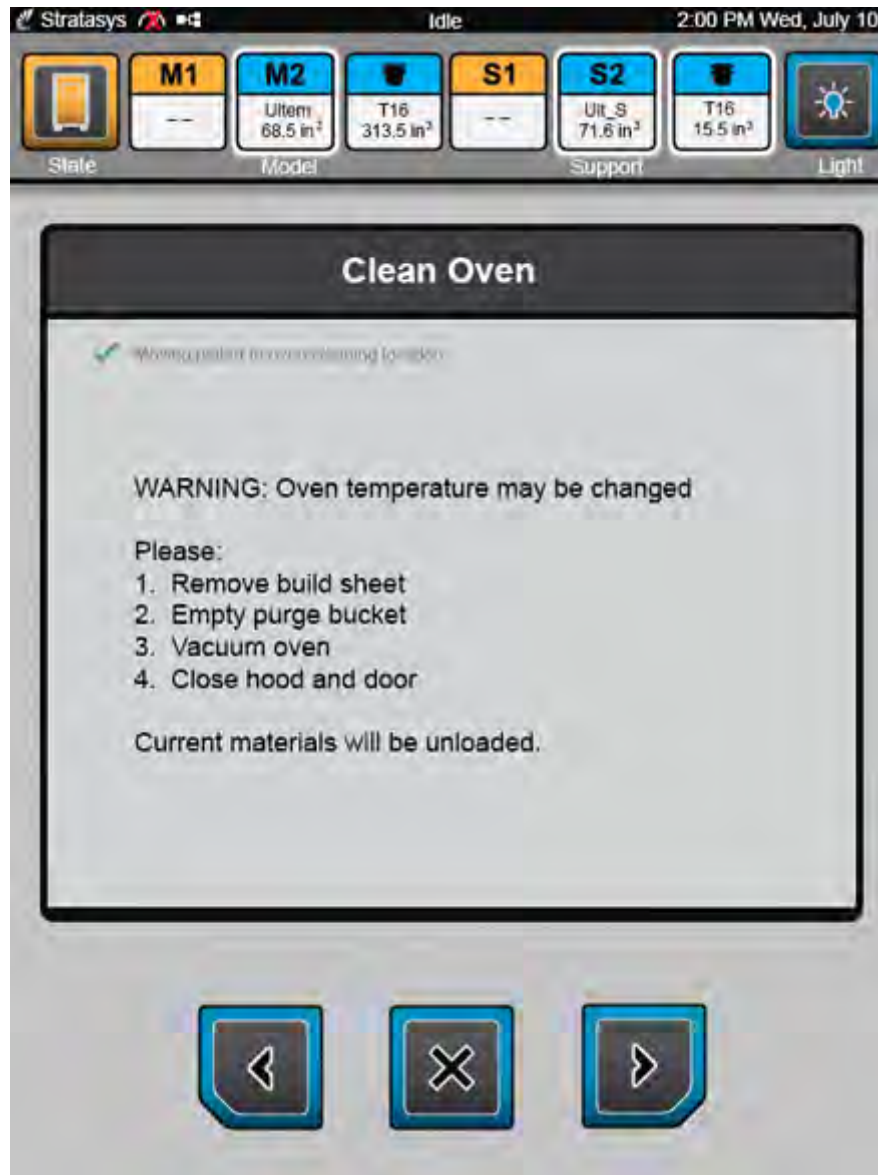 Stratasys
Idle
2:00 PM Wed, July 10
M1
--
M2
Ultem
68.5 in³
T16
313.5 in³
S1
--
S2
Ult_S
71.6 in³
T16
15.5 in³
State
Model
Support
Light
Clean Oven
WARNING: Oven temperature may be changed
Please:
1. Remove build sheet
2. Empty purge bucket
3. Vacuum oven
4. Close hood and door
Current materials will be unloaded.